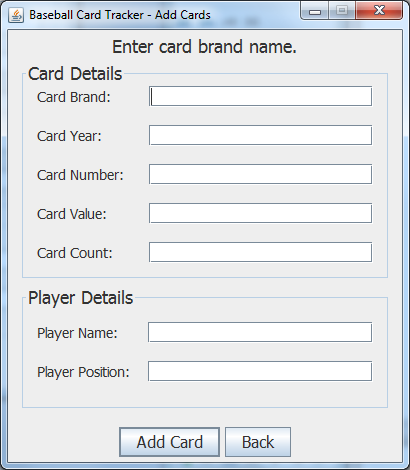 Baseball Card Tracker - Add Cards
Enter card brand name.
Card Details
Card Brand:
Card Year:
Card Number:
Card Value:
Card Count:
Player Details
Player Name:
Player Position:
Add Card
Back